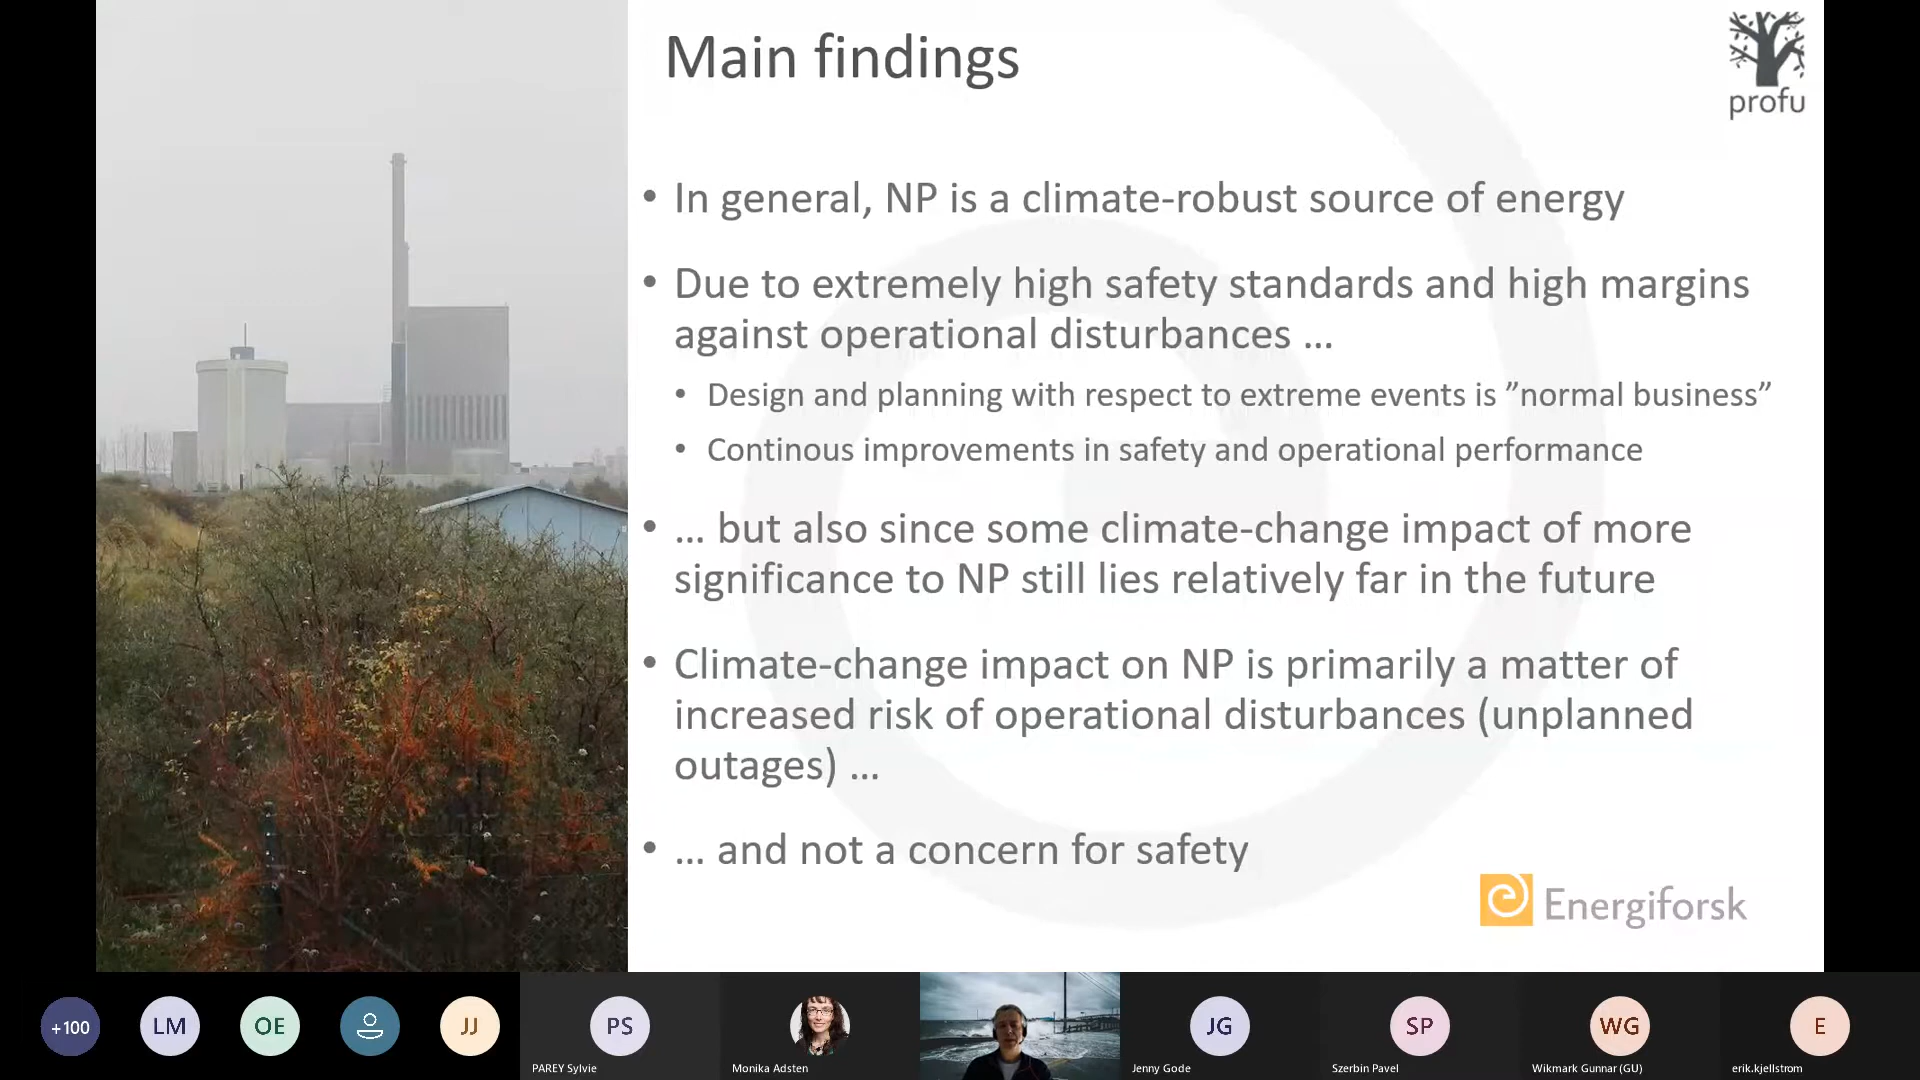 Main findings
profu
• In general, NP is a climate-robust source of energy
• Due to extremely high safety standards and high margins
against operational disturbances ...
• Design and planning with respect to extreme events is ”normal business”
• Continous improvements in safety and operational performance
• ... but also since some climate-change impact of more
significance to NP still lies relatively far in the future
• Climate-change impact on NP is primarily a matter of
increased risk of operational disturbances (unplanned
outages) ...
• ... and not a concern for safety
Energiforsk
+100
LM
OE
JJ
PS
JG
SP
WG
E
PAREY Sylvie
Monika Adsten
Jenny Gode
Szerbin Pavel
Wikmark Gunnar (GU)
erik.kjellstrom